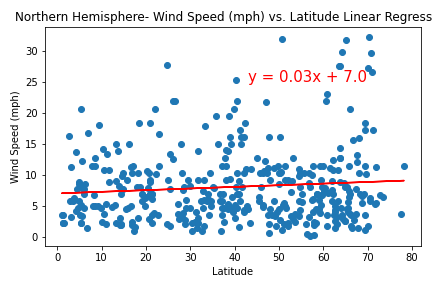 Northern Hemisphere- Wind Speed (mph) vs. Latitude Linear Regress
y = 0.03x + 7.0
Wind Speed (mph)
30
25
20
15
10
5
0
0 10 20 30 40 50 60 70 80
Latitude